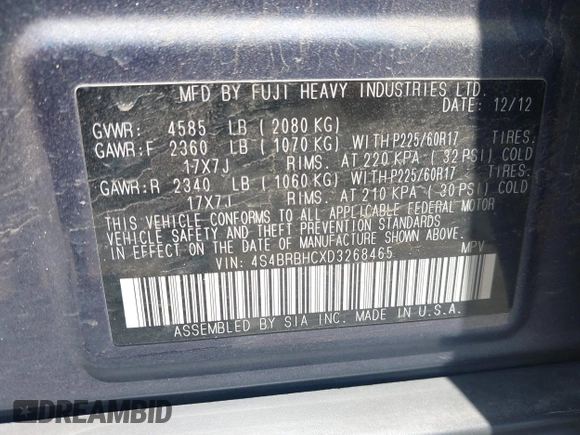 MFD BY FUJI HEAVY INDUSTRIES LTD.
DATE: 12/12
GVWR: 4585 LB ( 2080 KG)
GAWR:F 2360 LB ( 1070 KG) WITH P225/60R17 TIRES.
17X7J RIMS. AT 220 KPA ( 32 PSI) COLD
GAWR:R 2340 LB ( 1060 KG) WITH P225/60R17 TIRES.
17X7J RIMS. AT 210 KPA ( 30 PSI) COLD
THIS VEHICLE CONFORMS TO ALL APPLICABLE FEDERAL MOTOR
VEHICLE SAFETY AND THEFT PREVENTION STANDARDS
IN EFFECT ON THE DATE OF MANUFACTURE SHOWN ABOVE.
VIN: 4S4BRBHCXD3268465. MPV
ASSEMBLED BY SIA INC. MADE IN U.S.A.
DREAMBID